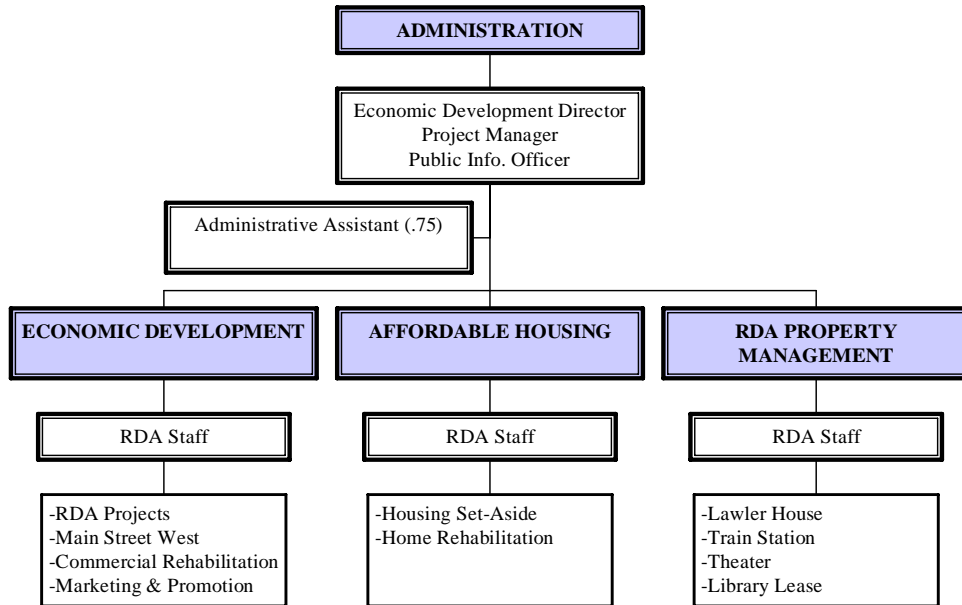 ADMINISTRATION
Economic Development Director
Project Manager
Public Info. Officer
Administrative Assistant (.75)
ECONOMIC DEVELOPMENT
RDA Staff
-RDA Projects
-Main Street West
-Commercial Rehabilitation
-Marketing & Promotion
AFFORDABLE HOUSING
RDA Staff
-Housing Set-Aside
-Home Rehabilitation
RDA PROPERTY
MANAGEMENT
RDA Staff
-Lawler House
-Train Station
-Theater
-Library Lease